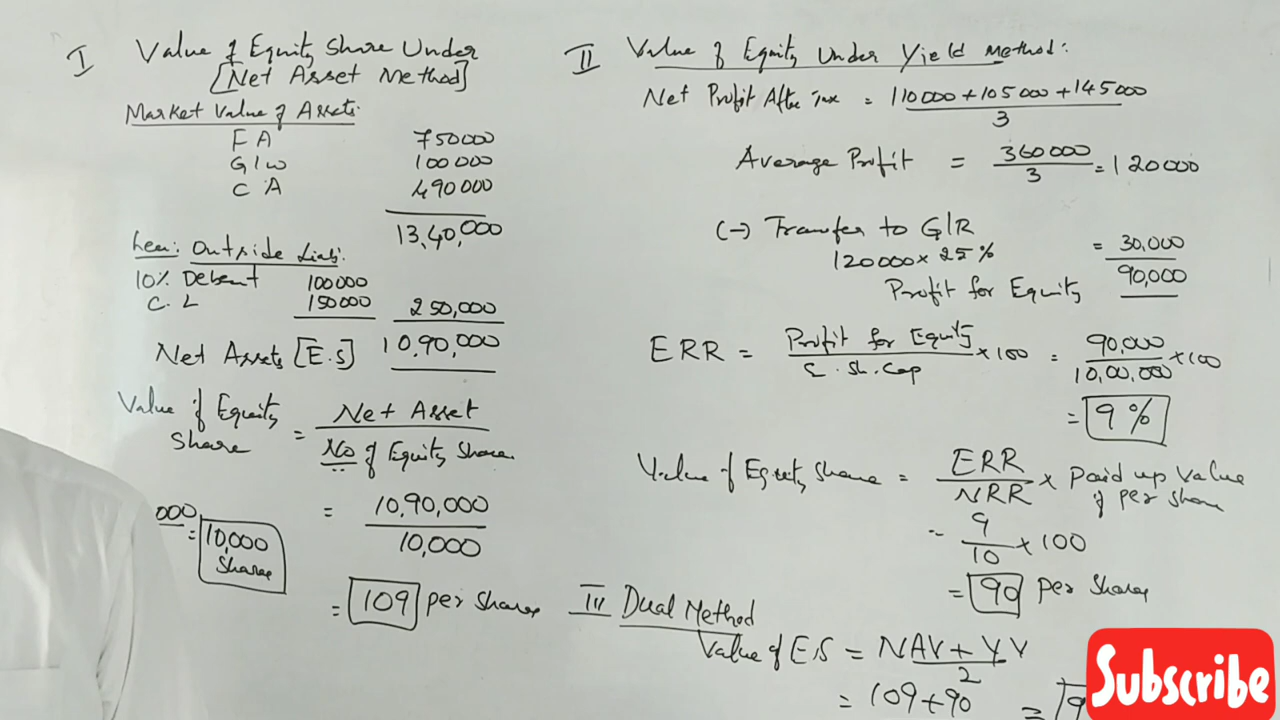 I Value of Equity Share Under
[Net Asset Method]
Market Value of Assets:
F A 750000
G/w 100000
C A 490000
13,40,000
Less: Outside Liab:
10% Debent 100000
C. L 150000 250,000
Net Assets [E.S] 10,90,000
Value of Equity Share = Net Asset / No of Equity Share.
= 10,90,000 / 10,000
000 = 10,000 Shares
= 109 per share
II Value of Equity Under Yield Method:
Net Profit After Tax = 110000 + 105000 + 145000 / 3
Average Profit = 360000 / 3 = 120000
(-) Transfer to G/R
120000 × 25% = 30,000
Profit for Equity 90,000
ERR = Profit for Equity / E. Sh. Cap × 100 = 90,000 / 10,00,000 × 100
= 9%
Value of Equity Share = ERR / NRR × Paid up Value of per share
= 9 / 10 × 100
= 90 per share
III Dual Method
Value of E.S = NAV + YV / 2
= 109 + 90 =
Subscribe